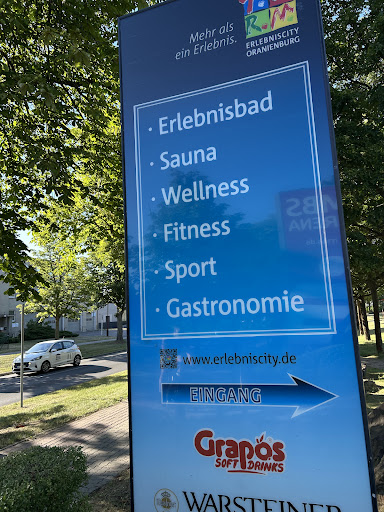 Mehr als
ein Erlebnis.
T.U.R.M.
ERLEBNISCITY
ORANIENBURG
· Erlebnisbad
· Sauna
· Wellness
· Fitness
· Sport
· Gastronomie
www.erlebniscity.de
EINGANG
Grapos
SOFT DRINKS
WARSTEINER